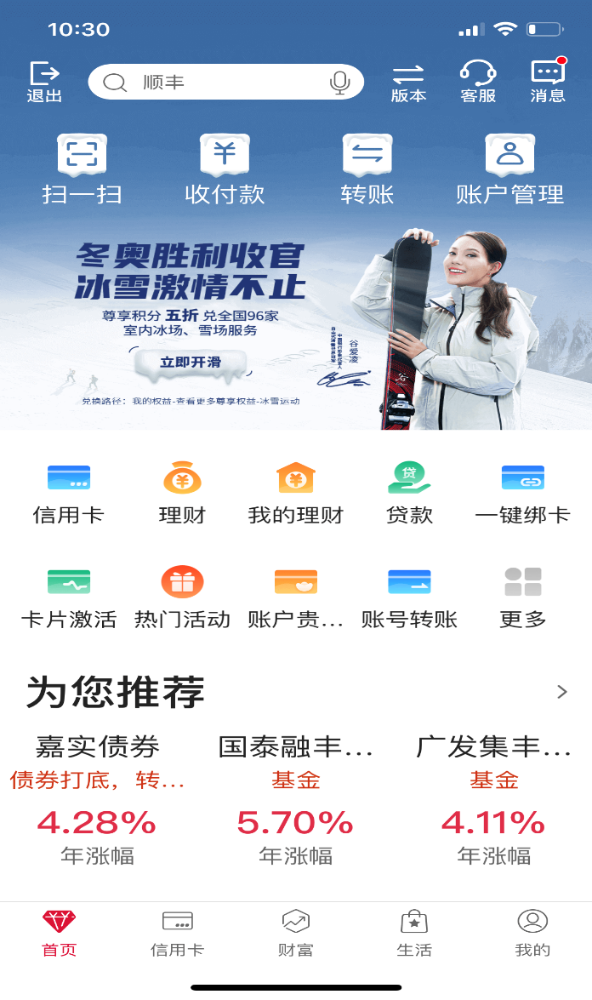 10:30
退出
顺丰
版本
客服
消息
扫一扫
收付款
转账
账户管理
冬奥胜利收官
冰雪激情不止
尊享积分 五折 兑全国96家
室内冰场、雪场服务
立即开滑
谷爱凌
兑换路径：我的权益-查看更多尊享权益-冰雪运动
信用卡
理财
我的理财
贷
贷款
一键绑卡
卡片激活
热门活动
账户贵...
账号转账
更多
为您推荐
嘉实债券
国泰融丰...
广发集丰...
债券打底，转...
基金
基金
4.28%
5.70%
4.11%
年涨幅
年涨幅
年涨幅
首页
信用卡
财富
生活
我的